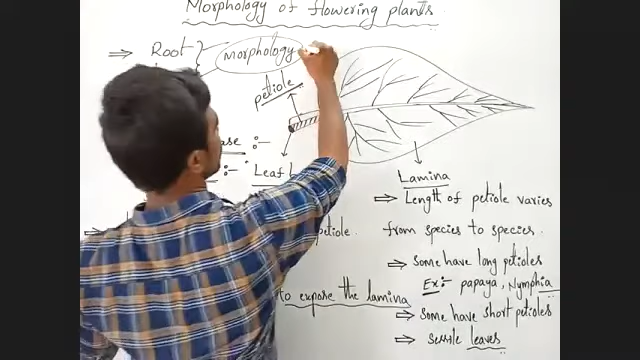 Morphology of flowering plants
⇒ Root
Morphology
petiole
:-
:-
Leaf
Lamina
⇒ Length of petiole varies
from species to species.
petiole.
⇒ Some have long petioles
Ex:- papaya, Nymphia
to expose the lamina
⇒ Some have short petioles
⇒ sessile leaves